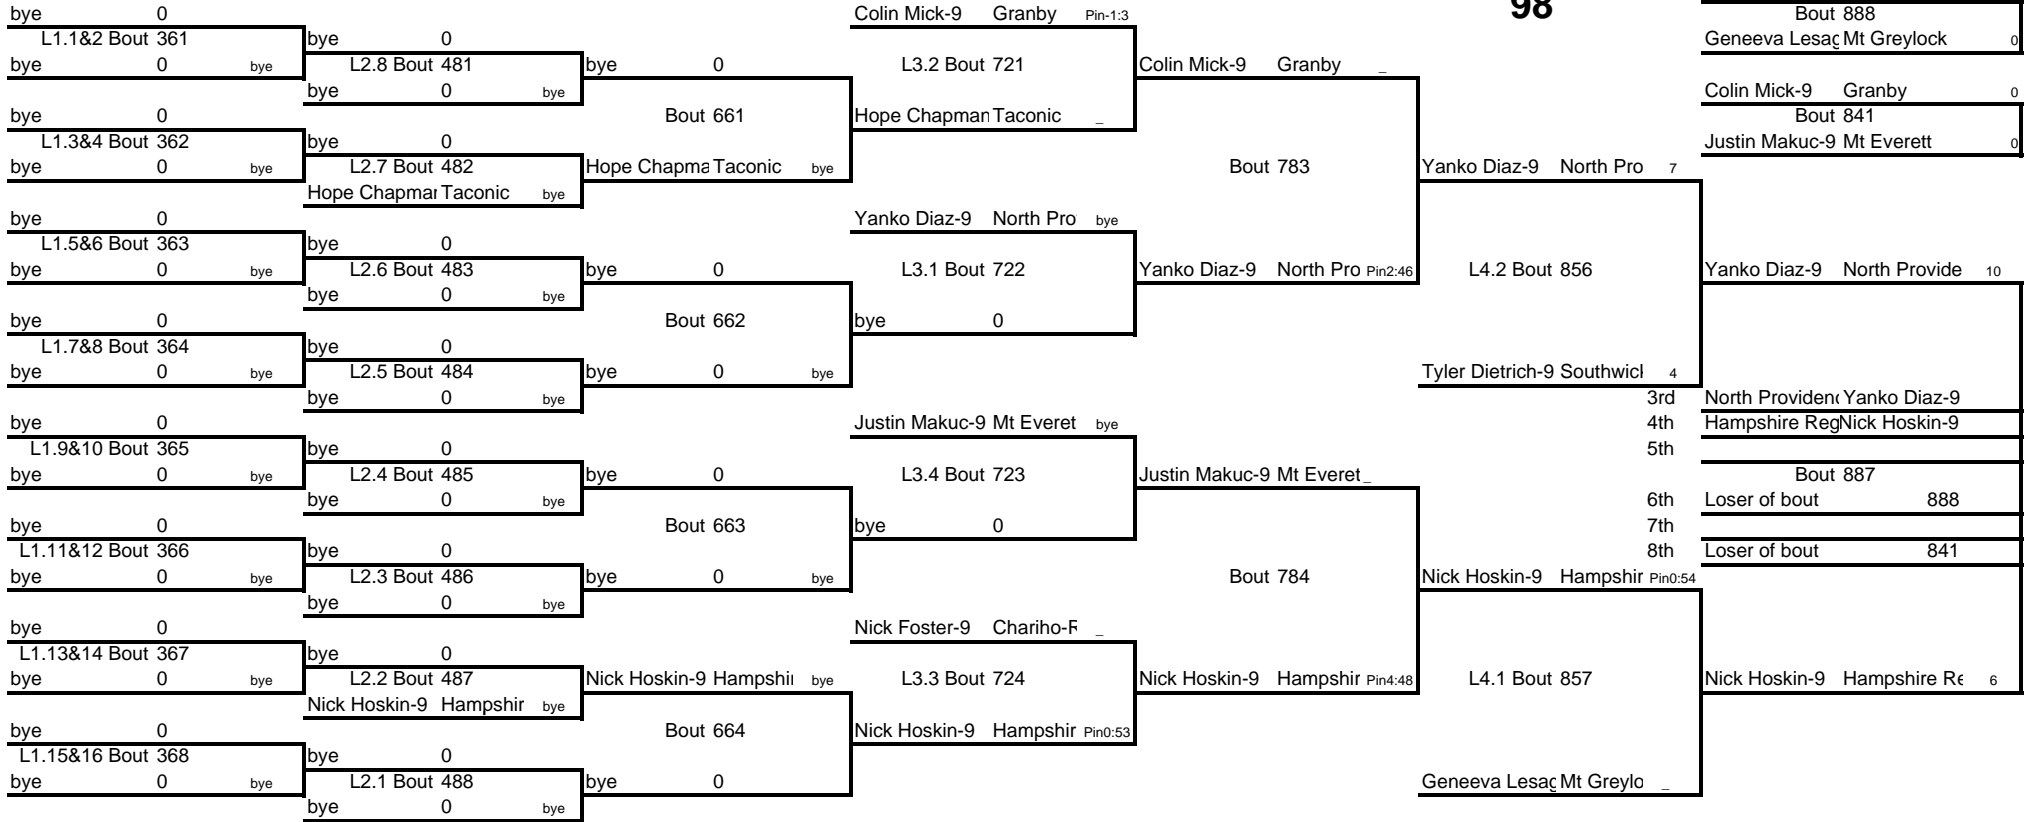 98
bye 0 Colin Mick-9 Granby Pin-1:3 Bout 888
L1.1&2 Bout 361 bye 0 Geneeva Lesag Mt Greylock 0
bye 0 bye L2.8 Bout 481 bye 0 L3.2 Bout 721 Colin Mick-9 Granby _
bye 0 bye Colin Mick-9 Granby 0
bye 0 Bout 661 Hope Chapman Taconic _ Bout 841
L1.3&4 Bout 362 bye 0 Justin Makuc-9 Mt Everett 0
bye 0 bye L2.7 Bout 482 Hope Chapma Taconic bye Bout 783 Yanko Diaz-9 North Pro 7
Hope Chapmar Taconic bye
bye 0 Yanko Diaz-9 North Pro bye
L1.5&6 Bout 363 bye 0
bye 0 bye L2.6 Bout 483 bye 0 L3.1 Bout 722 Yanko Diaz-9 North Pro Pin2:46 L4.2 Bout 856 Yanko Diaz-9 North Provide 10
bye 0 bye
bye 0 Bout 662 bye 0
L1.7&8 Bout 364 bye 0
bye 0 bye L2.5 Bout 484 bye 0 bye Tyler Dietrich-9 Southwick 4
bye 0 bye 3rd North Providenc Yanko Diaz-9
bye 0 Justin Makuc-9 Mt Everet bye 4th Hampshire Reg Nick Hoskin-9
L1.9&10 Bout 365 bye 0 5th
bye 0 bye L2.4 Bout 485 bye 0 L3.4 Bout 723 Justin Makuc-9 Mt Everet _ Bout 887
bye 0 bye 6th Loser of bout 888
bye 0 Bout 663 bye 0 7th
L1.11&12 Bout 366 bye 0 8th Loser of bout 841
bye 0 bye L2.3 Bout 486 bye 0 bye Bout 784 Nick Hoskin-9 Hampshir Pin0:54
bye 0 bye
bye 0 Nick Foster-9 Chariho-R _
L1.13&14 Bout 367 bye 0
bye 0 bye L2.2 Bout 487 Nick Hoskin-9 Hampshi bye L3.3 Bout 724 Nick Hoskin-9 Hampshir Pin4:48 L4.1 Bout 857 Nick Hoskin-9 Hampshire Re 6
Nick Hoskin-9 Hampshir bye
bye 0 Bout 664 Nick Hoskin-9 Hampshir Pin0:53
L1.15&16 Bout 368 bye 0
bye 0 bye L2.1 Bout 488 bye 0 Geneeva Lesag Mt Greylo _
bye 0 bye